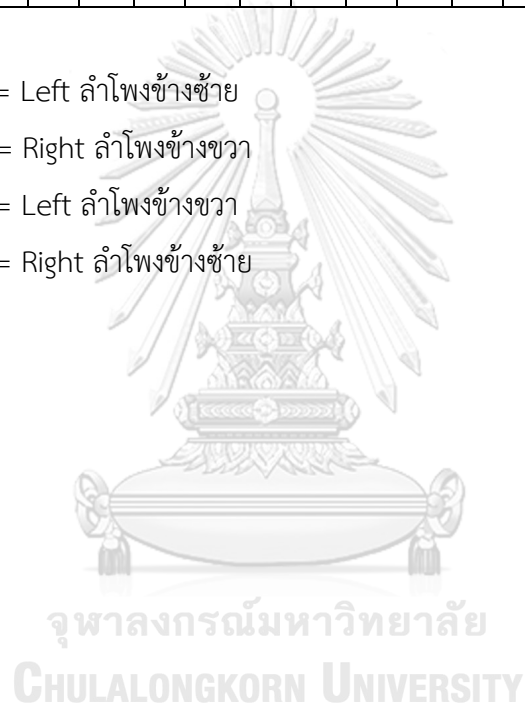 = Left ลำโพงข้างซ้าย
= Right ลำโพงข้างขวา
= Left ลำโพงข้างขวา
= Right ลำโพงข้างซ้าย
จุฬาลงกรณ์มหาวิทยาลัย
CHULALONGKORN UNIVERSITY